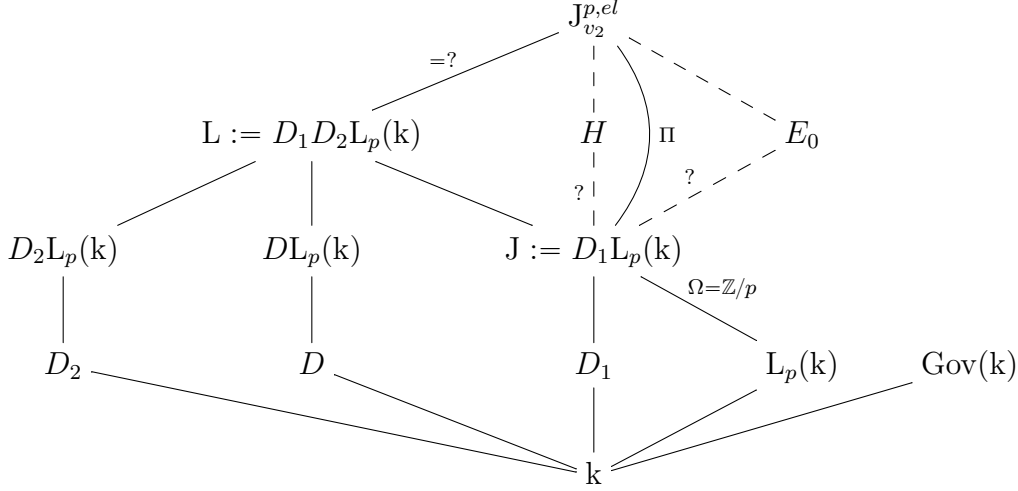 J_{v_2}^{p,el}
=?
L := D_1D_2L_p(k)
H
Π
E_0
?
?
D_2L_p(k)
DL_p(k)
J := D_1L_p(k)
Ω=ℤ/p
D_2
D
D_1
L_p(k)
Gov(k)
k